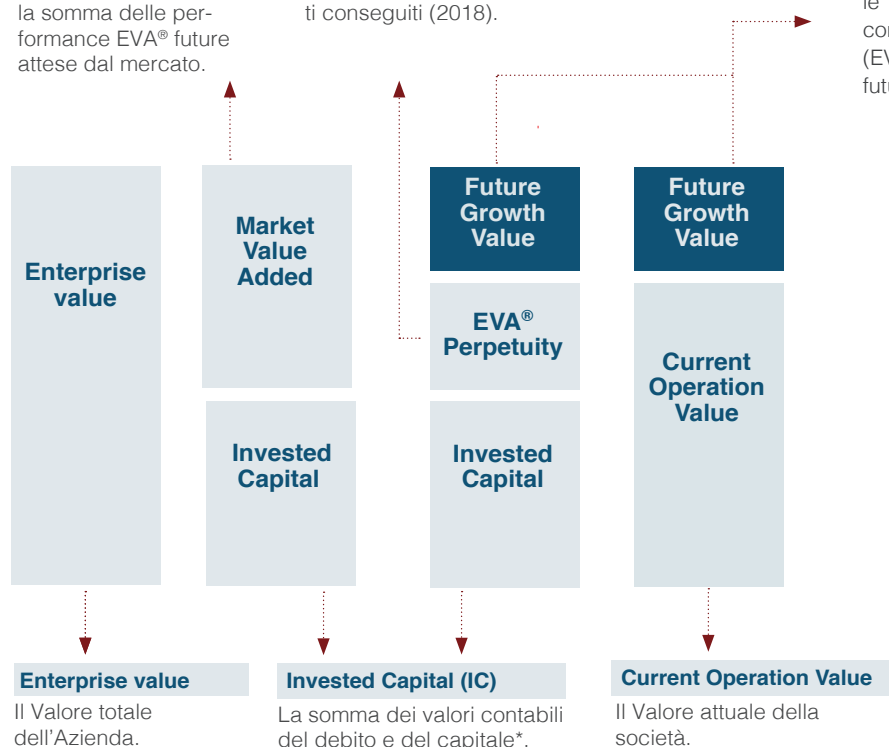 la somma delle per-
formance EVA® future
attese dal mercato.
ti conseguiti (2018).
le
(EV
Enterprise
value
Market
Value
Added
Invested
Capital
Future
Growth
Value
EVA®
Perpetuity
Invested
Capital
Future
Growth
Value
Current
Operation
Value
Enterprise value
Il Valore totale
dell'Azienda.
Invested Capital (IC)
La somma dei valori contabili
del debito e del capitale*.
Current Operation Value
Il Valore attuale della
società.